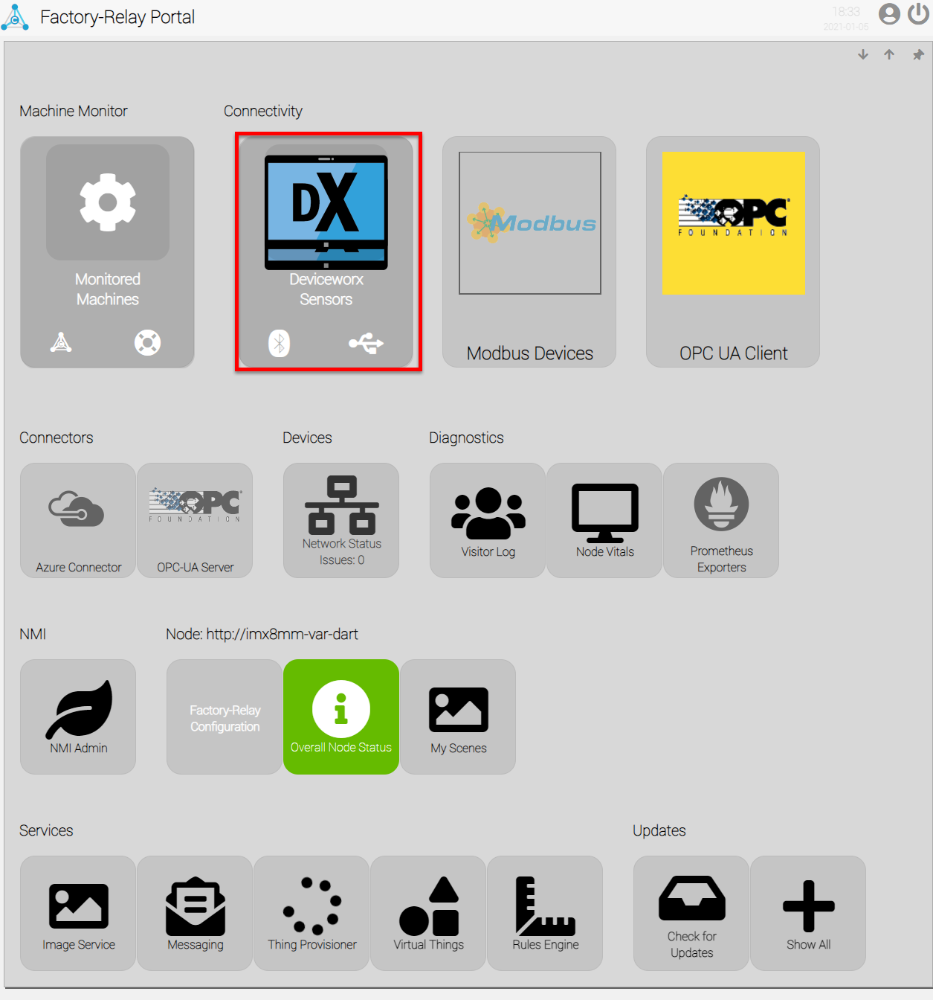 Factory-Relay Portal
18:33
2021-01-05
Machine Monitor
Connectivity
Monitored
Machines
DX
Deviceworx
Sensors
Modbus
Modbus Devices
OPC
FOUNDATION
OPC UA Client
Connectors
Devices
Diagnostics
Azure Connector
OPC
FOUNDATION
OPC-UA Server
Network Status
Issues: 0
Visitor Log
Node Vitals
Prometheus
Exporters
NMI
Node: http://imx8mm-var-dart
NMI Admin
Factory-Relay
Configuration
Overall Node Status
My Scenes
Services
Updates
Image Service
Messaging
Thing Provisioner
Virtual Things
Rules Engine
Check for
Updates
Show All